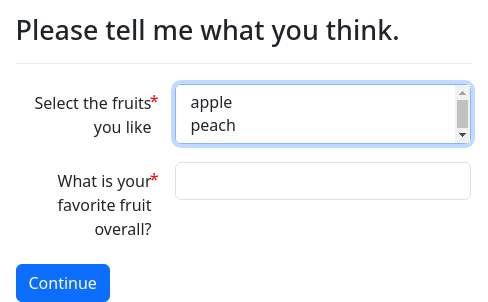 Please tell me what you think.
Select the fruits*
you like
apple
peach
What is your*
favorite fruit
overall?
Continue